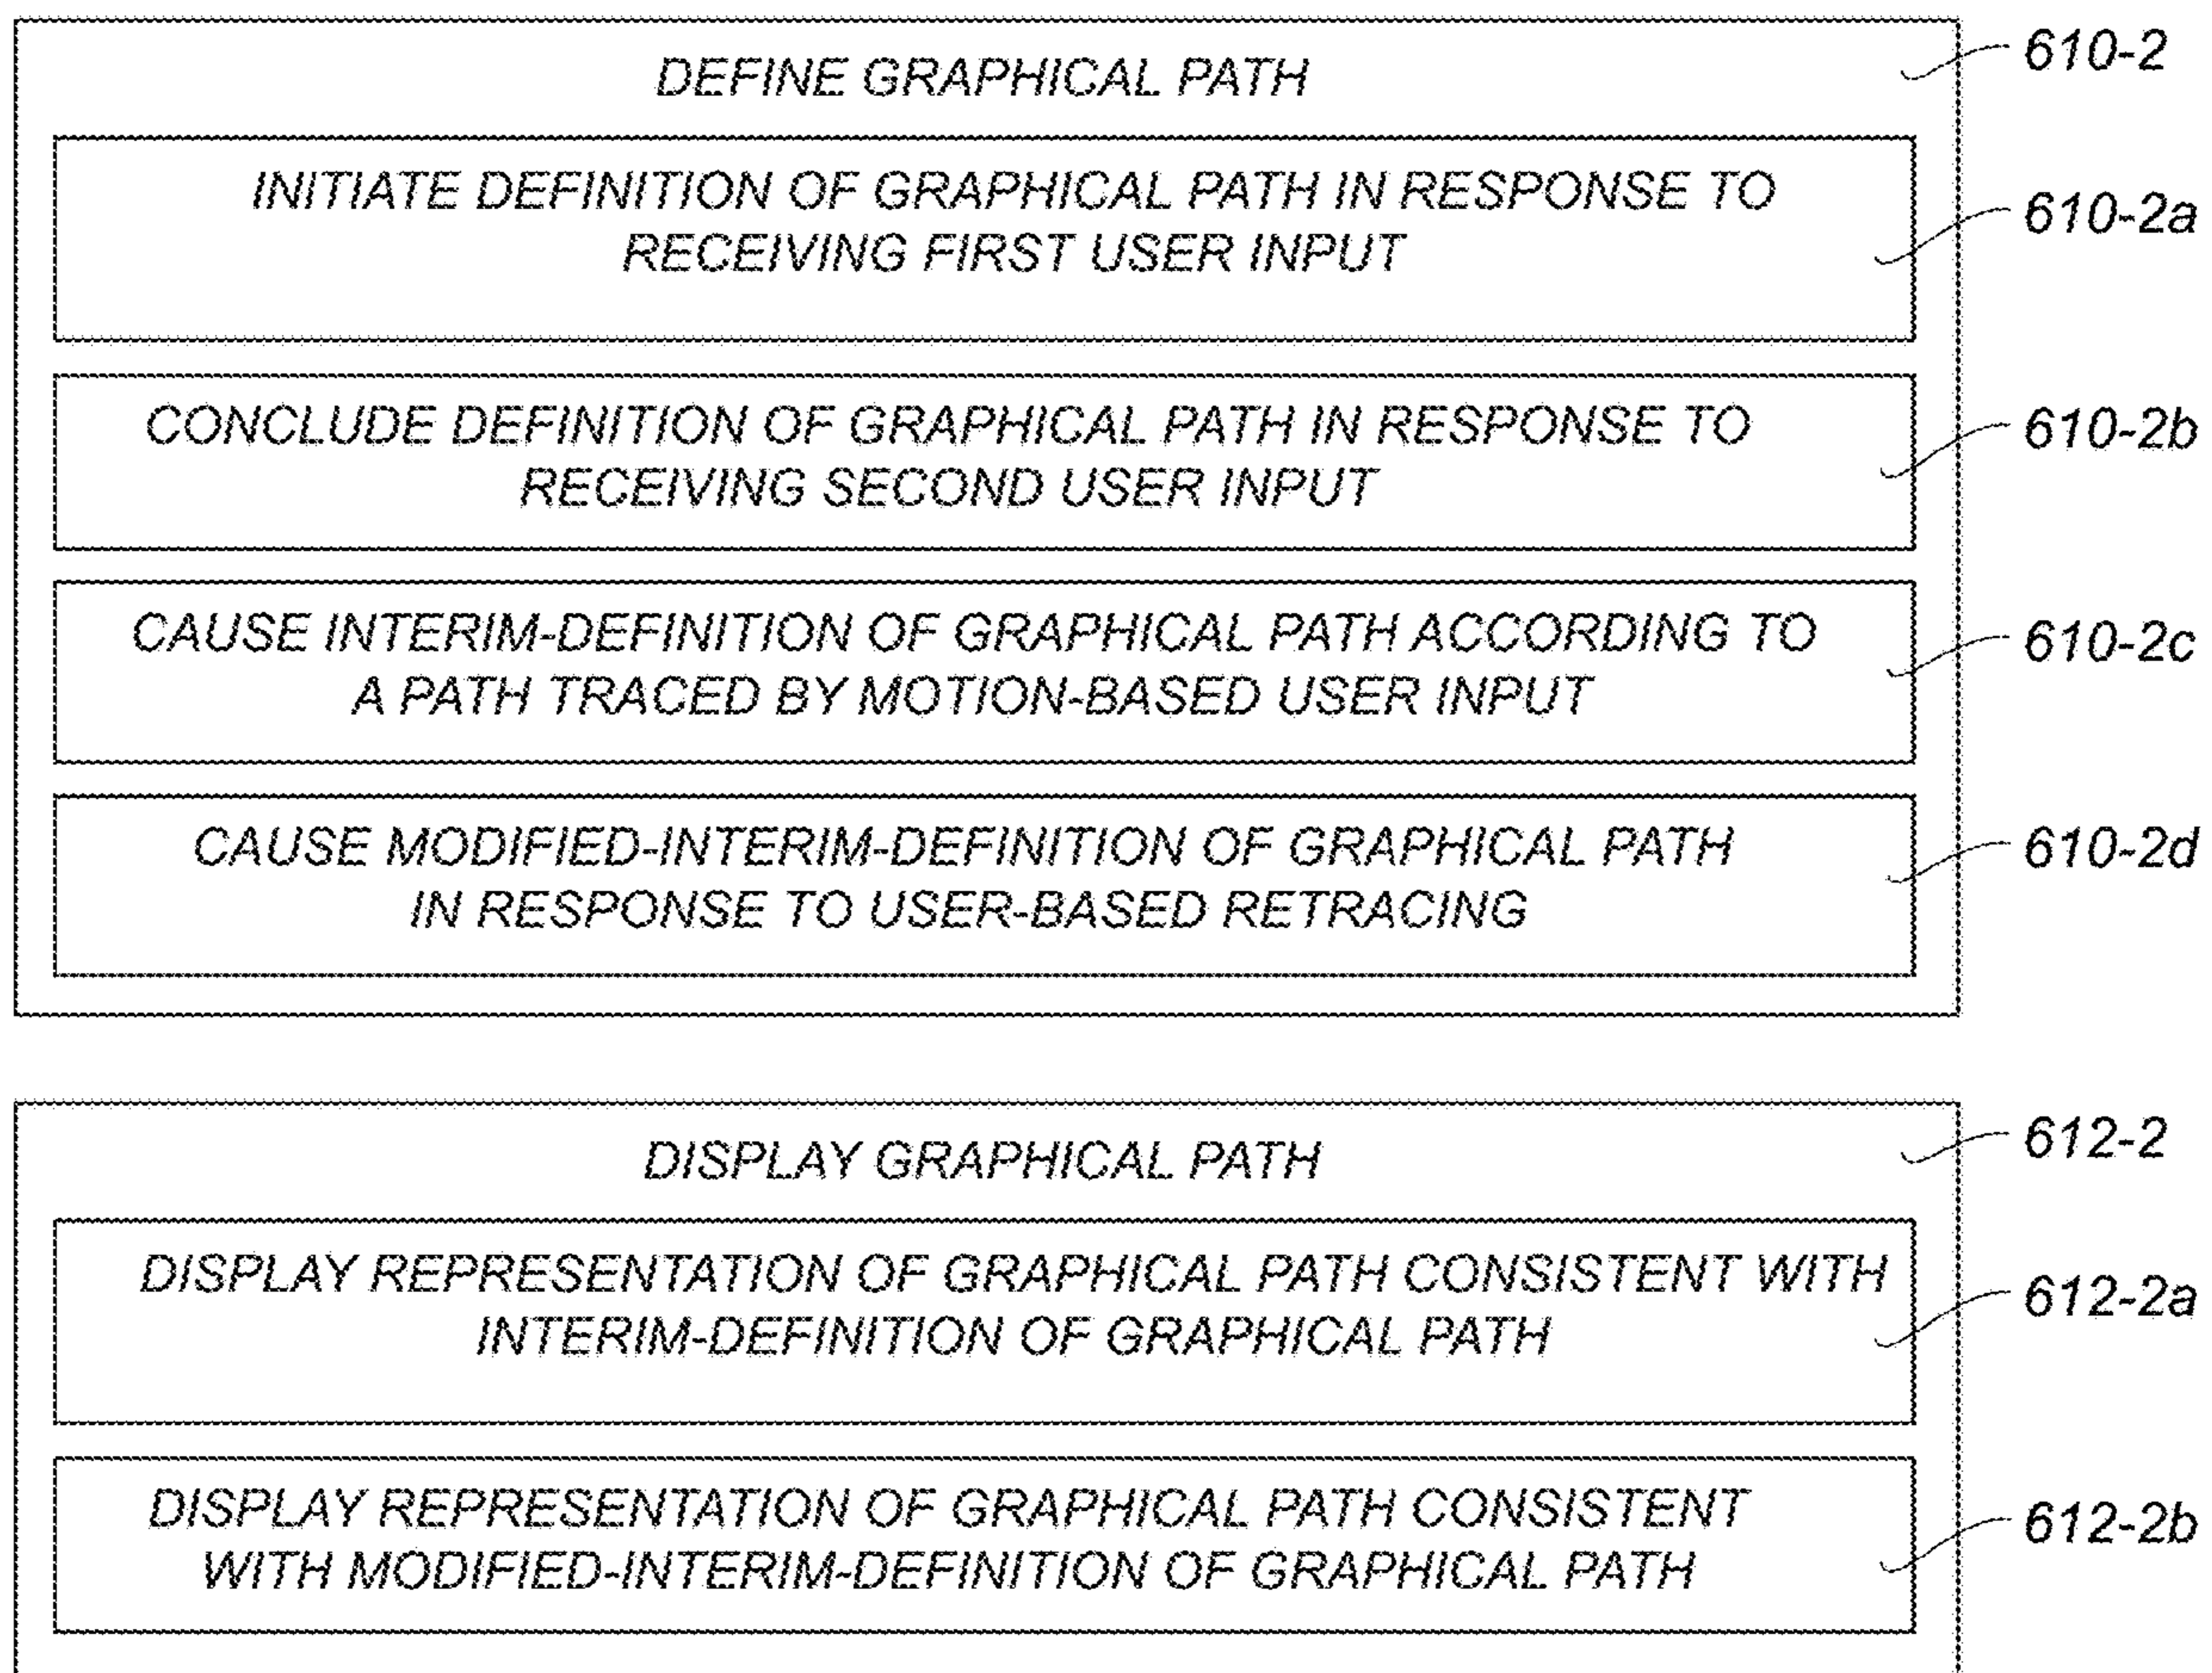 DEFINE GRAPHICAL PATH
610-2
INITIATE DEFINITION OF GRAPHICAL PATH IN RESPONSE TO
RECEIVING FIRST USER INPUT
610-2a
CONCLUDE DEFINITION OF GRAPHICAL PATH IN RESPONSE TO
RECEIVING SECOND USER INPUT
610-2b
CAUSE INTERIM-DEFINITION OF GRAPHICAL PATH ACCORDING TO
A PATH TRACED BY MOTION-BASED USER INPUT
610-2c
CAUSE MODIFIED-INTERIM-DEFINITION OF GRAPHICAL PATH
IN RESPONSE TO USER-BASED RETRACING
610-2d
DISPLAY GRAPHICAL PATH
612-2
DISPLAY REPRESENTATION OF GRAPHICAL PATH CONSISTENT WITH
INTERIM-DEFINITION OF GRAPHICAL PATH
612-2a
DISPLAY REPRESENTATION OF GRAPHICAL PATH CONSISTENT
WITH MODIFIED-INTERIM-DEFINITION OF GRAPHICAL PATH
612-2b